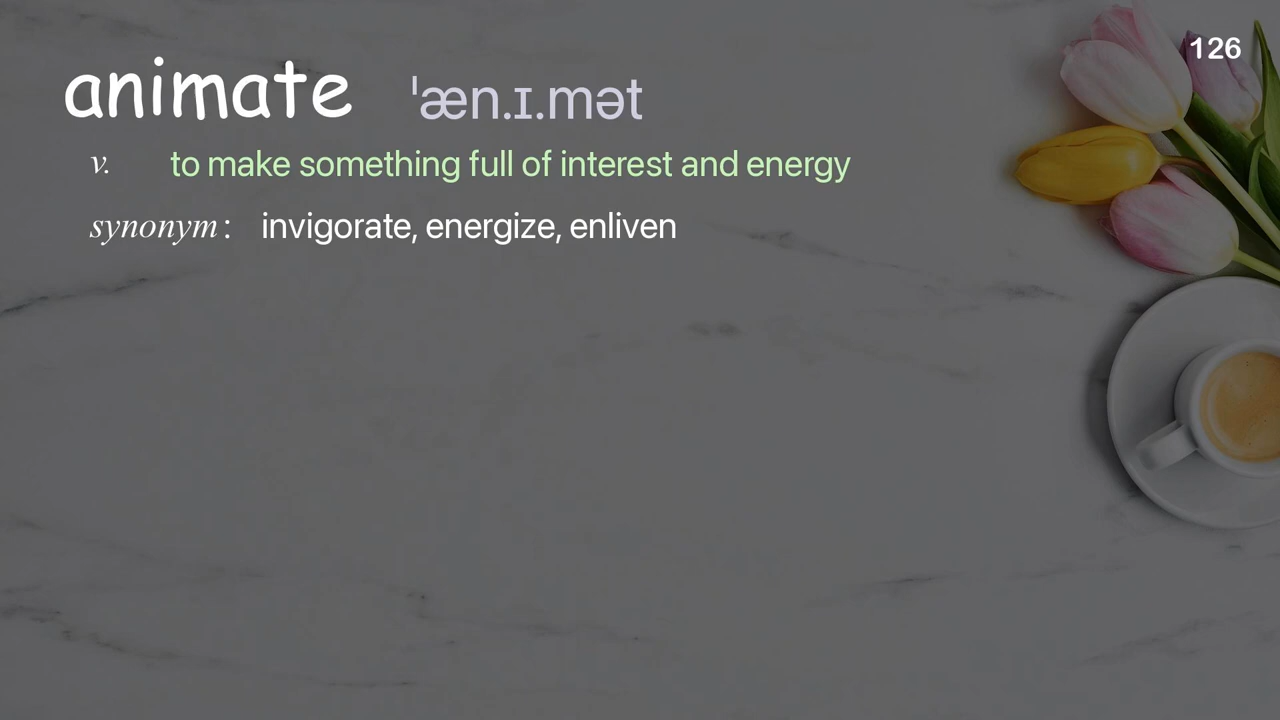 126
animate ˈæn.ɪ.mət
v. to make something full of interest and energy
synonym: invigorate, energize, enliven